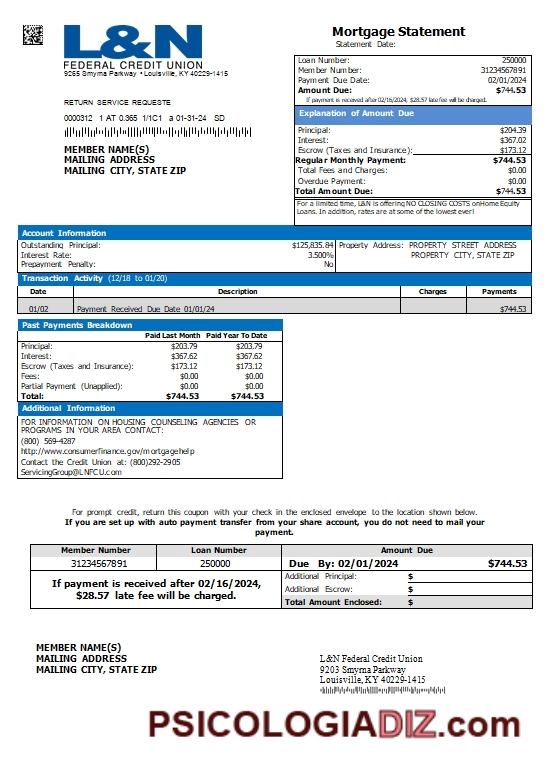 L&N
FEDERAL CREDIT UNION
9265 Smyrna Parkway • Louisville, KY 40229-1415
Mortgage Statement
Statement Date:
Loan Number: 250000
Member Number: 31234567891
Payment Due Date: 02/01/2024
Amount Due: $744.53
If payment is received after 02/16/2024, $28.57 late fee will be charged.
RETURN SERVICE REQUESTE
0000312 1 AT 0.365 1/1C1 a 01-31-24 SD
MEMBER NAME(S)
MAILING ADDRESS
MAILING CITY, STATE ZIP
Explanation of Amount Due
Principal: $204.39
Interest: $367.02
Escrow (Taxes and Insurance): $173.12
Regular Monthly Payment: $744.53
Total Fees and Charges: $0.00
Overdue Payment: $0.00
Total Amount Due: $744.53
For a limited time, L&N is offering NO CLOSING COSTS on Home Equity
Loans. In addition, rates are at some of the lowest ever!
Account Information
Outstanding Principal: $125,835.84
Interest Rate: 3.500%
Prepayment Penalty: No
Property Address: PROPERTY STREET ADDRESS
PROPERTY CITY, STATE ZIP
Transaction Activity (12/18 to 01/20)
Date Description Charges Payments
01/02 Payment Received Due Date 01/01/24 $744.53
Past Payments Breakdown
Paid Last Month Paid Year To Date
Principal: $203.79 $203.79
Interest: $367.62 $367.62
Escrow (Taxes and Insurance): $173.12 $173.12
Fees: $0.00 $0.00
Partial Payment (Unapplied): $0.00 $0.00
Total: $744.53 $744.53
Additional Information
FOR INFORMATION ON HOUSING COUNSELING AGENCIES OR
PROGRAMS IN YOUR AREA CONTACT:
(800) 569-4287
http://www.consumerfinance.gov/mortgagehelp
Contact the Credit Union at: (800)292-2905
ServicingGroup@LNFCU.com
For prompt credit, return this coupon with your check in the enclosed envelope to the location shown below.
If you are set up with auto payment transfer from your share account, you do not need to mail your
payment.
Member Number Loan Number Amount Due
31234567891 250000 Due By: 02/01/2024 $744.53
If payment is received after 02/16/2024,
$28.57 late fee will be charged.
Additional Principal: $
Additional Escrow: $
Total Amount Enclosed: $
MEMBER NAME(S)
MAILING ADDRESS
MAILING CITY, STATE ZIP
L&N Federal Credit Union
9203 Smyrna Parkway
Louisville, KY 40229-1415
PSICOLOGIADIZ.com